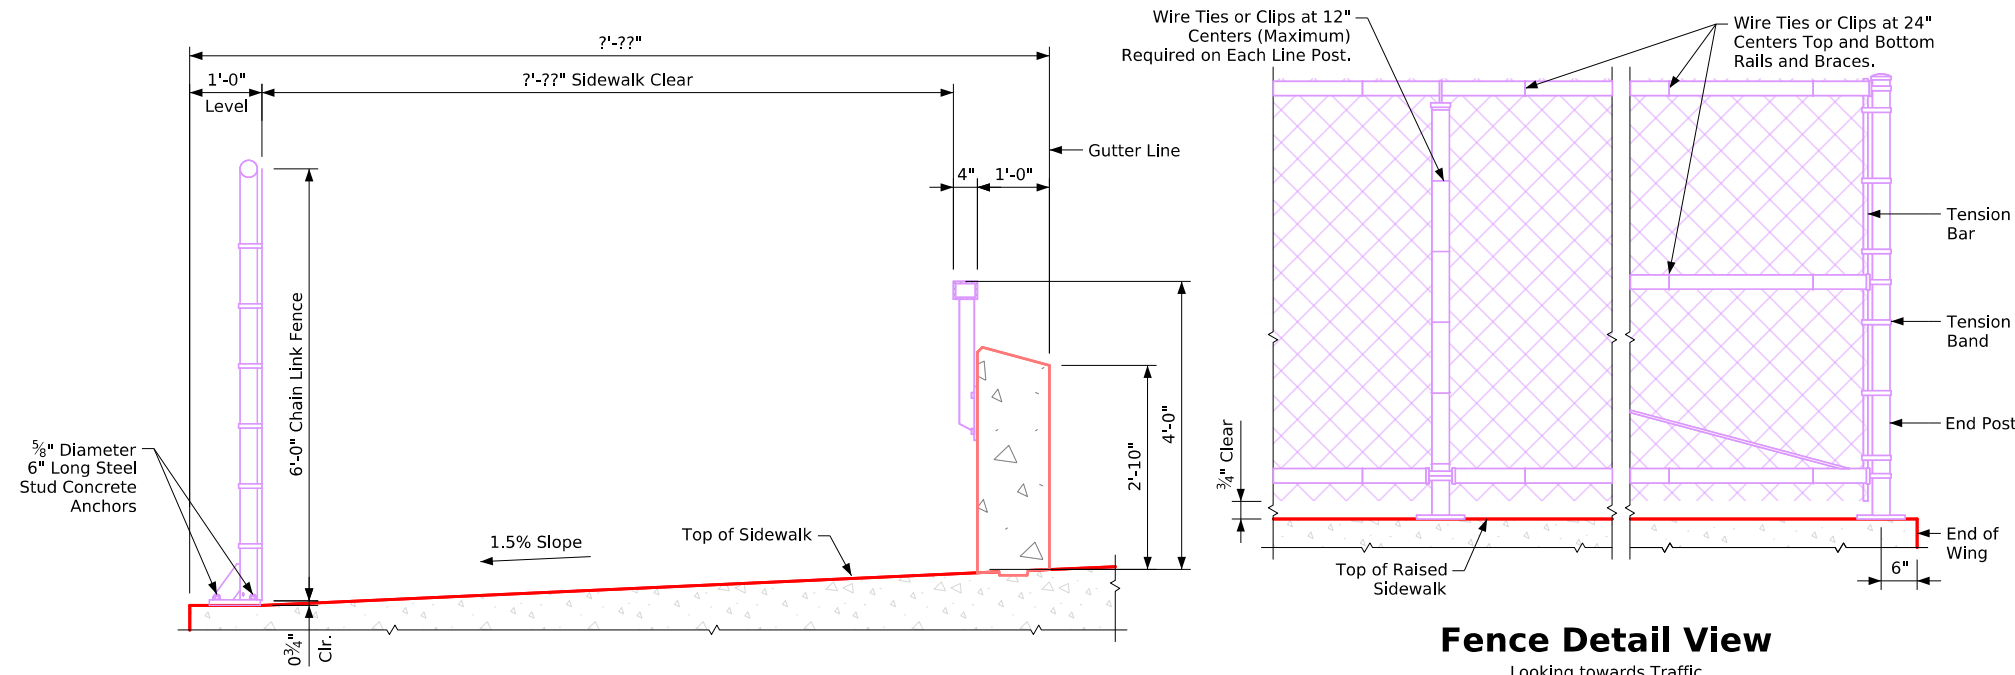 ?'-??"
1'-0"
Level
?'-??" Sidewalk Clear
Gutter Line
4"
1'-0"
6'-0" Chain Link Fence
4'-0"
2'-10"
⅝" Diameter
6" Long Steel
Stud Concrete
Anchors
1.5% Slope
Top of Sidewalk
0¾"
Clr.
Wire Ties or Clips at 12"
Centers (Maximum)
Required on Each Line Post.
Wire Ties or Clips at 24"
Centers Top and Bottom
Rails and Braces.
Tension
Bar
Tension
Band
End Post
¾" Clear
End of
Wing
Top of Raised
Sidewalk
6"
Fence Detail View
Looking towards Traffic